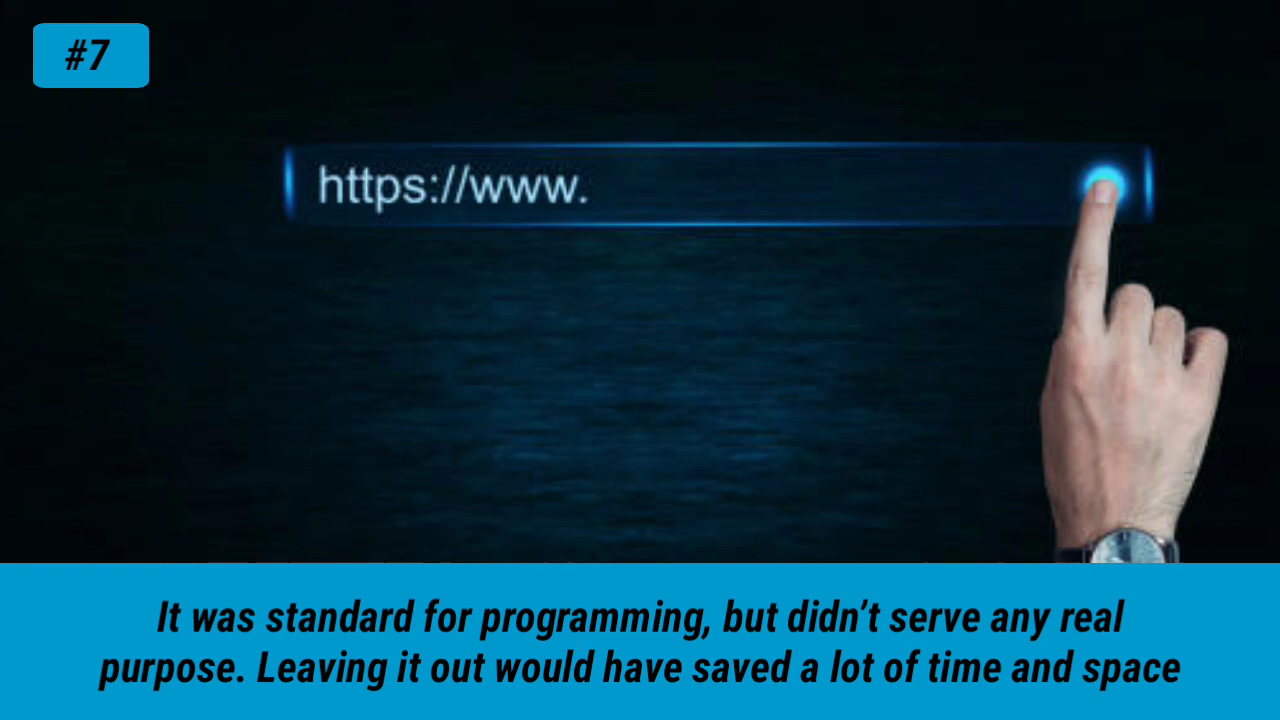 #7
https://www.
It was standard for programming, but didn’t serve any real
purpose. Leaving it out would have saved a lot of time and space